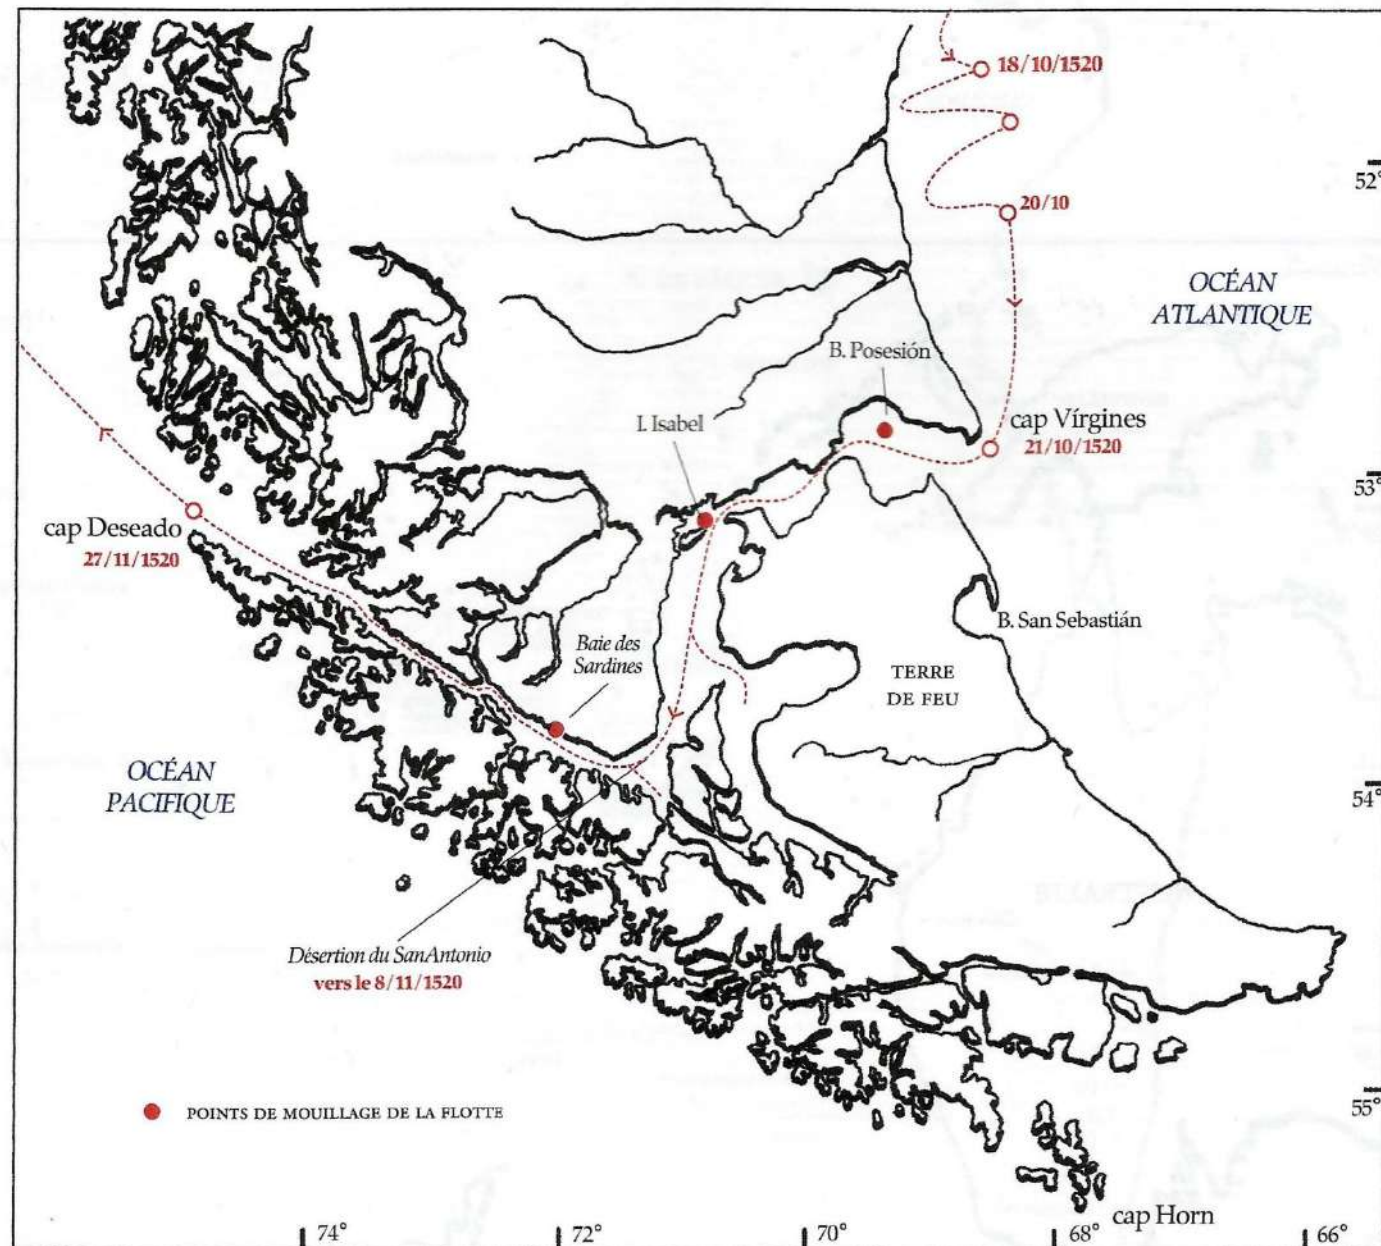 18/10/1520
52°
20/10
OCÉAN
ATLANTIQUE
B. Posesión
I. Isabel
cap Vírgines
21/10/1520
53°
cap Deseado
27/11/1520
B. San Sebastián
Baie des
Sardines
TERRE
DE FEU
OCÉAN
PACIFIQUE
54°
Désertion du SanAntonio
vers le 8/11/1520
POINTS DE MOUILLAGE DE LA FLOTTE
55°
cap Horn
74°
72°
70°
68°
66°